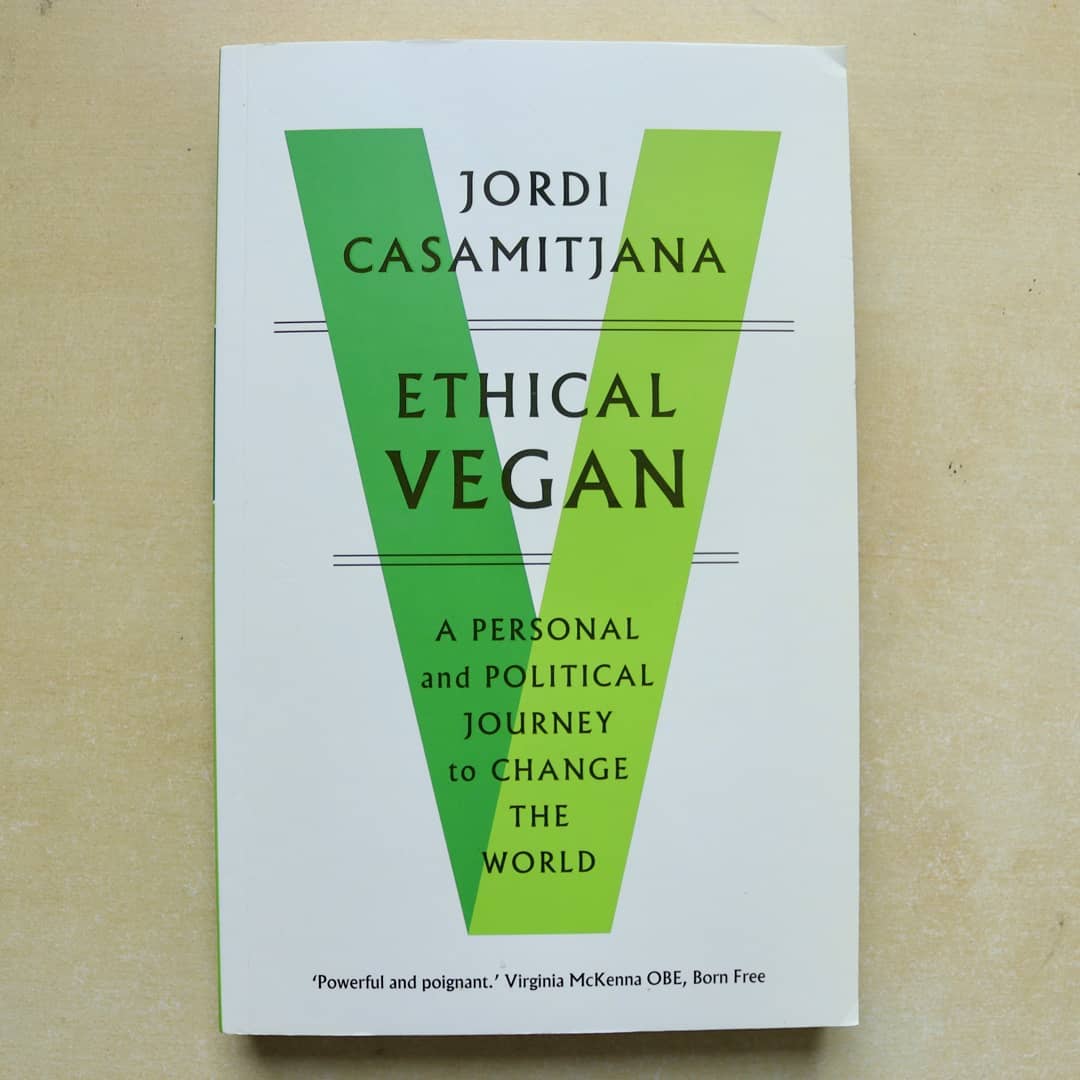 JORDI
CASAMITJANA
ETHICAL
VEGAN
A PERSONAL
and POLITICAL
JOURNEY
to CHANGE
THE
WORLD
‘Powerful and poignant.’ Virginia McKenna OBE, Born Free